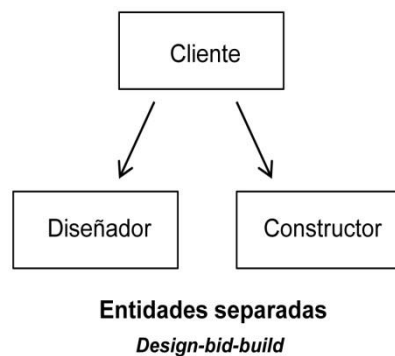 Cliente
Diseñador
Constructor
Entidades separadas
Design-bid-build